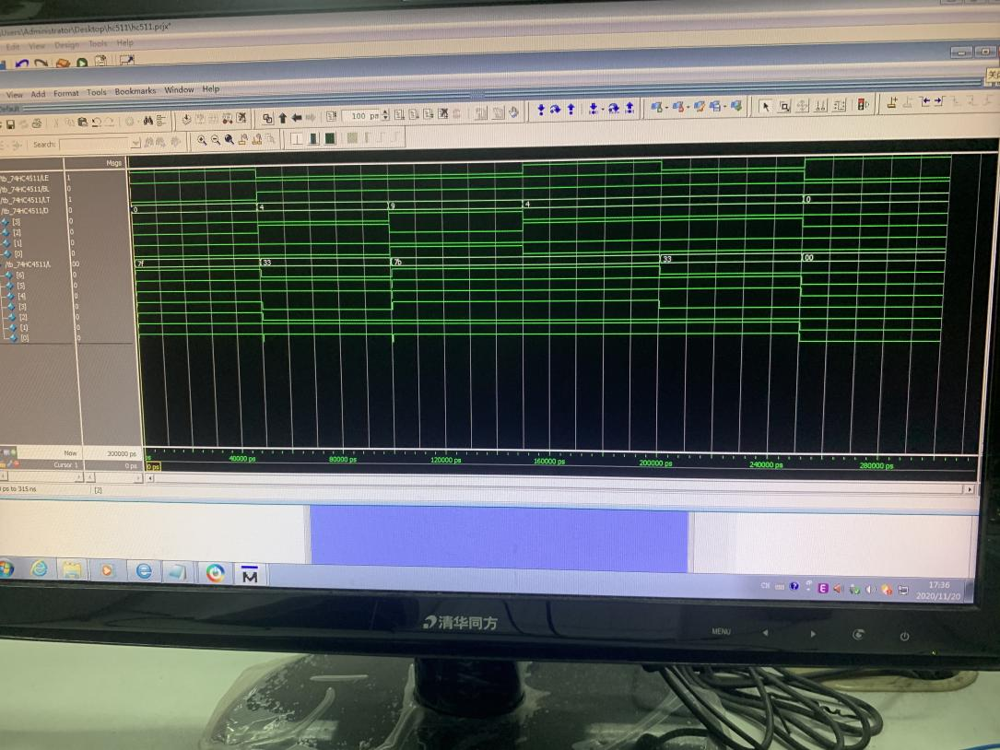 \Users\Administrator\Desktop\hc511\hc511.prjx*
Edit View Design Tools Help
View Add Format Tools Bookmarks Window Help
Default
100 ps
Search:
Msgs
/tb_74HC4511/LE 1
/tb_74HC4511/BL 0
/tb_74HC4511/LT 1
/tb_74HC4511/D 0 0 4 9 4 0
[3] 0
[2] 0
[1] 0
[0] 0
/tb_74HC4511/L 00 7f 33 7b 33 00
[6] 0
[5] 0
[4] 0
[3] 0
[2] 0
[1] 0
[0] 0
Now 300000 ps ps 40000 ps 80000 ps 120000 ps 160000 ps 200000 ps 240000 ps 280000 ps
Cursor 1 0 ps 0 ps
ps to 315 ns [2]
CH
17:36
2020/11/20
清华同方
MENU